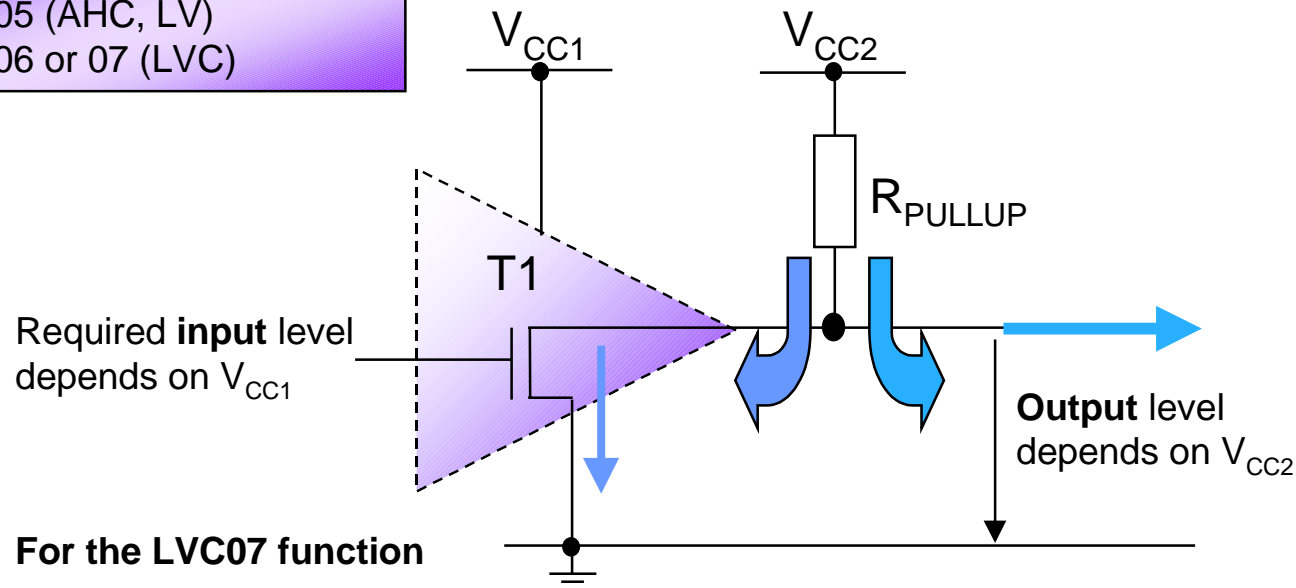 05 (AHC, LV)
06 or 07 (LVC)
VCC1
VCC2
RPULLUP
T1
Required input level
depends on VCC1
Output level
depends on VCC2
For the LVC07 function